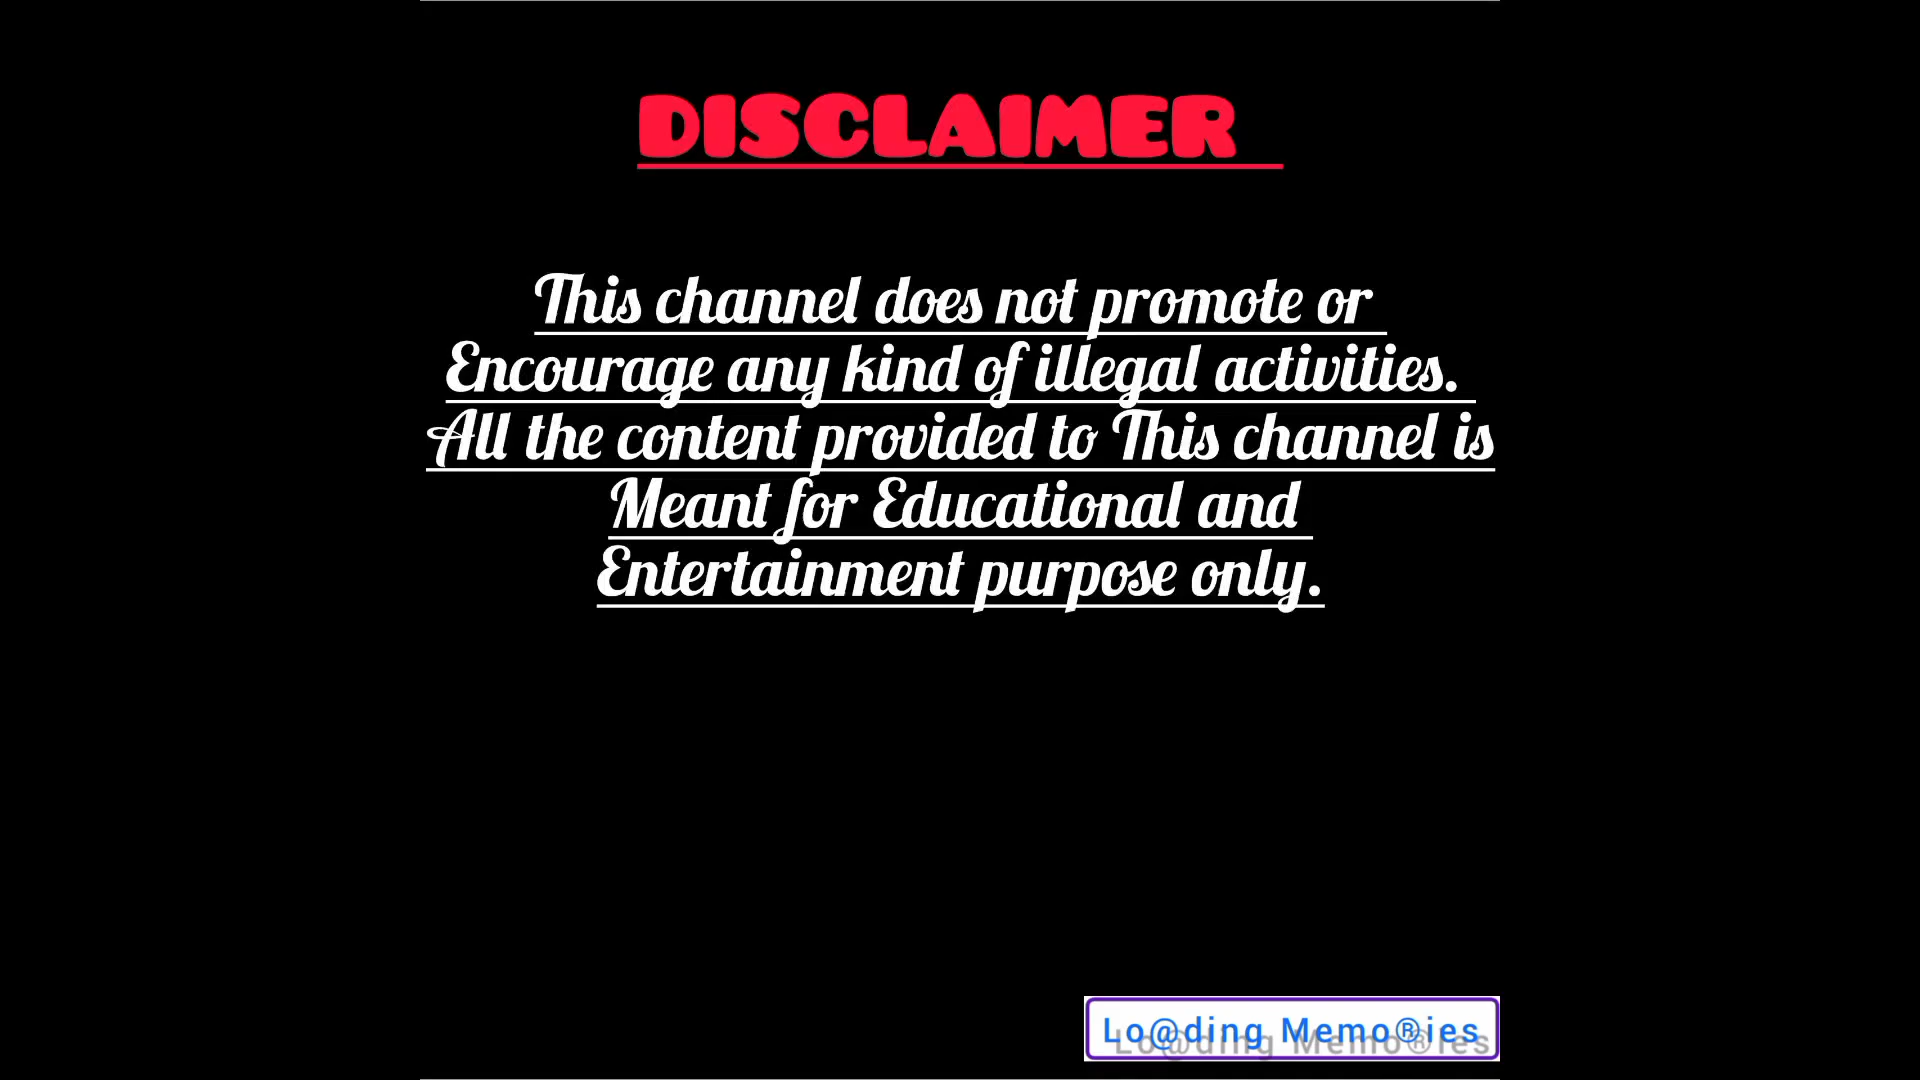 DISCLAIMER
This channel does not promote or
Encourage any kind of illegal activities.
All the content provided to This channel is
Meant for Educational and
Entertainment purpose only.
Lo@ding Memo®ies